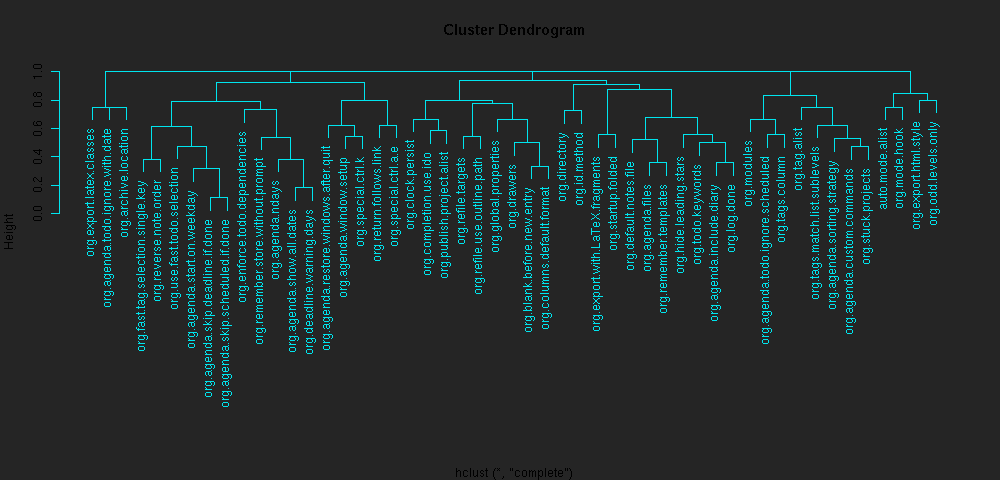 Cluster Dendrogram
Height
0.0
0.2
0.4
0.6
0.8
1.0
org.export.latex.classes
org.agenda.todo.ignore.with.date
org.archive.location
org.fast.tag.selection.single.key
org.reverse.note.order
org.use.fast.todo.selection
org.agenda.start.on.weekday
org.agenda.skip.deadline.if.done
org.agenda.skip.scheduled.if.done
org.enforce.todo.dependencies
org.remember.store.without.prompt
org.agenda.ndays
org.agenda.show.all.dates
org.deadline.warning.days
org.agenda.restore.windows.after.quit
org.agenda.window.setup
org.special.ctrl.k
org.return.follows.link
org.special.ctrl.a.e
org.clock.persist
org.completion.use.ido
org.publish.project.alist
org.refile.targets
org.refile.use.outline.path
org.global.properties
org.drawers
org.blank.before.new.entry
org.columns.default.format
org.directory
org.id.method
org.export.with.LaTeX.fragments
org.startup.folded
org.default.notes.file
org.agenda.files
org.remember.templates
org.hide.leading.stars
org.todo.keywords
org.agenda.include.diary
org.log.done
org.modules
org.agenda.todo.ignore.scheduled
org.tags.column
org.tag.alist
org.tags.match.list.sublevels
org.agenda.sorting.strategy
org.agenda.custom.commands
org.stuck.projects
auto.mode.alist
org.mode.hook
org.export.html.style
org.odd.levels.only
hclust (*, "complete")